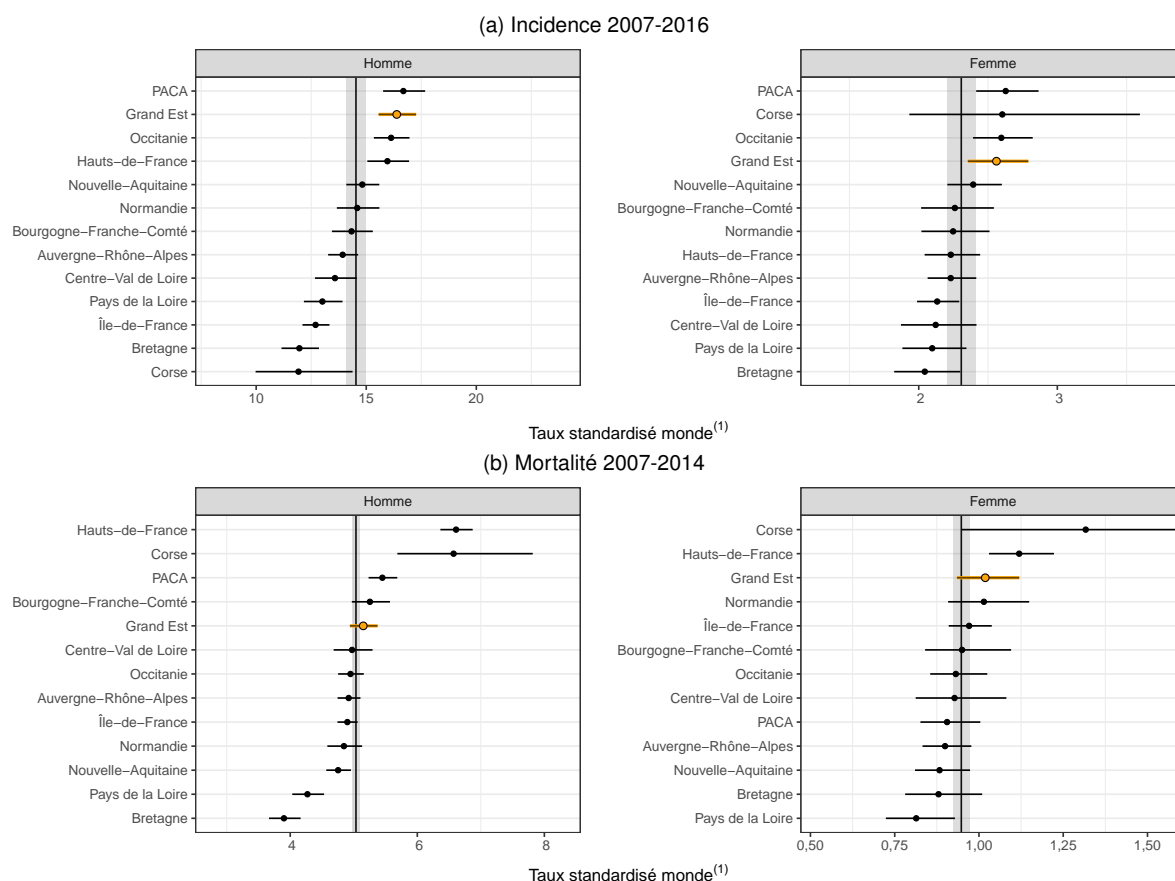 (a) Incidence 2007-2016
Homme
PACA
Grand Est
Occitanie
Hauts−de−France
Nouvelle−Aquitaine
Normandie
Bourgogne−Franche−Comté
Auvergne−Rhône−Alpes
Centre−Val de Loire
Pays de la Loire
Île−de−France
Bretagne
Corse
10 15 20
Femme
PACA
Corse
Occitanie
Grand Est
Nouvelle−Aquitaine
Bourgogne−Franche−Comté
Normandie
Hauts−de−France
Auvergne−Rhône−Alpes
Île−de−France
Centre−Val de Loire
Pays de la Loire
Bretagne
2 3
Taux standardisé monde(1)
(b) Mortalité 2007-2014
Homme
Hauts−de−France
Corse
PACA
Bourgogne−Franche−Comté
Grand Est
Centre−Val de Loire
Occitanie
Auvergne−Rhône−Alpes
Île−de−France
Normandie
Nouvelle−Aquitaine
Pays de la Loire
Bretagne
4 6 8
Femme
Corse
Hauts−de−France
Grand Est
Normandie
Île−de−France
Bourgogne−Franche−Comté
Occitanie
Centre−Val de Loire
PACA
Auvergne−Rhône−Alpes
Nouvelle−Aquitaine
Bretagne
Pays de la Loire
0,50 0,75 1,00 1,25 1,50
Taux standardisé monde(1)